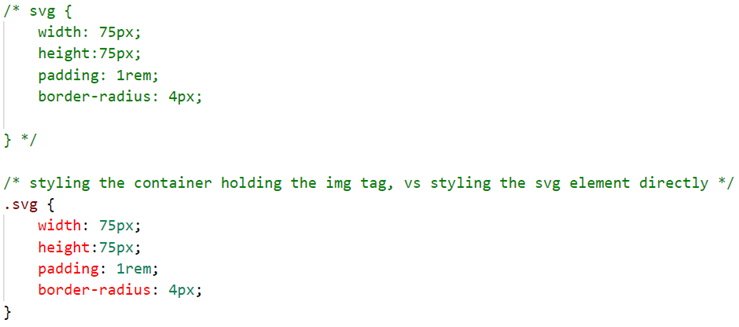 /* svg {
    width: 75px;
    height:75px;
    padding: 1rem;
    border-radius: 4px;

} */

/* styling the container holding the img tag, vs styling the svg element directly */
.svg {
    width: 75px;
    height:75px;
    padding: 1rem;
    border-radius: 4px;
}